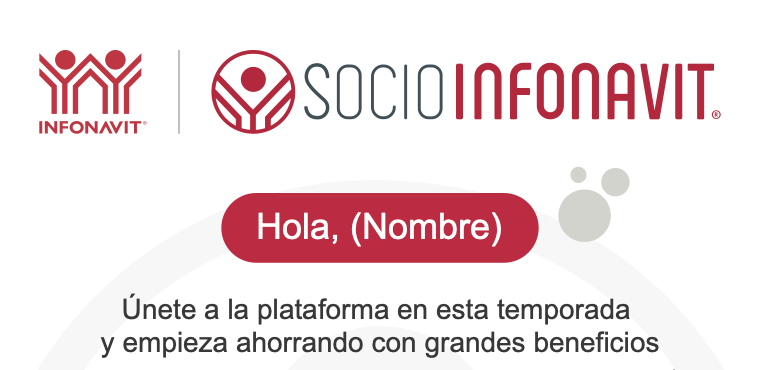 INFONAVIT®
SOCIOINFONAVIT®
Hola, (Nombre)
Únete a la plataforma en esta temporada
y empieza ahorrando con grandes beneficios